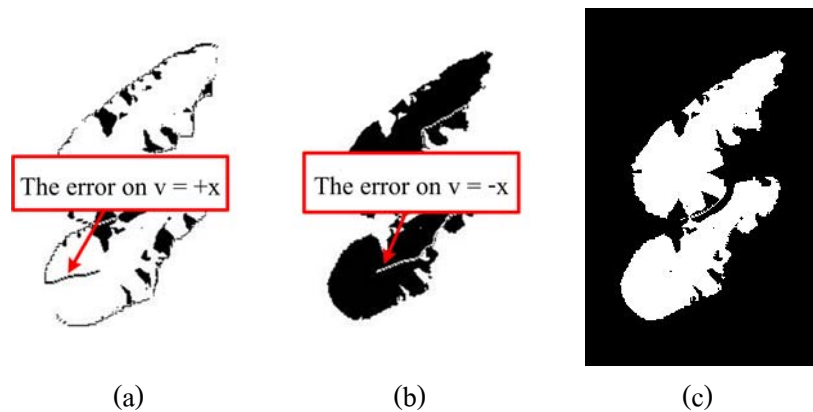 The error on v = +x
The error on v = -x
(a)
(b)
(c)